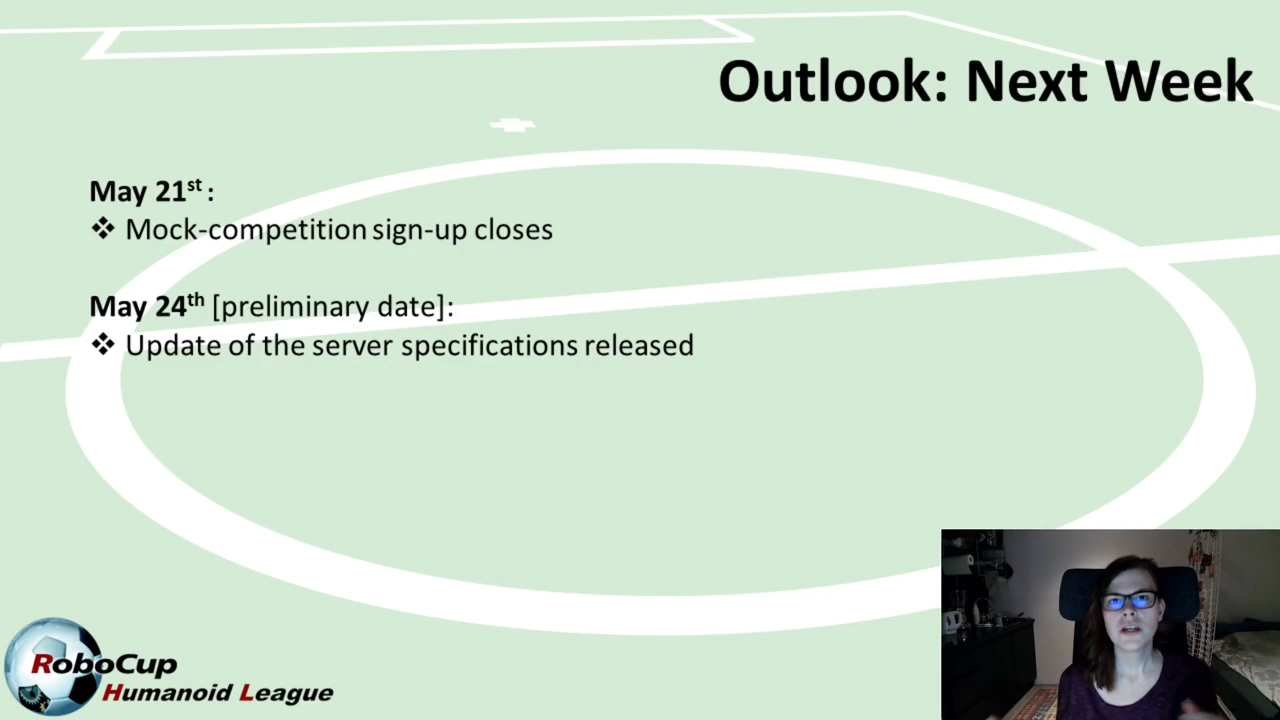 Outlook: Next Week
May 21st :
❖ Mock-competition sign-up closes
May 24th [preliminary date]:
❖ Update of the server specifications released
RoboCup
Humanoid League